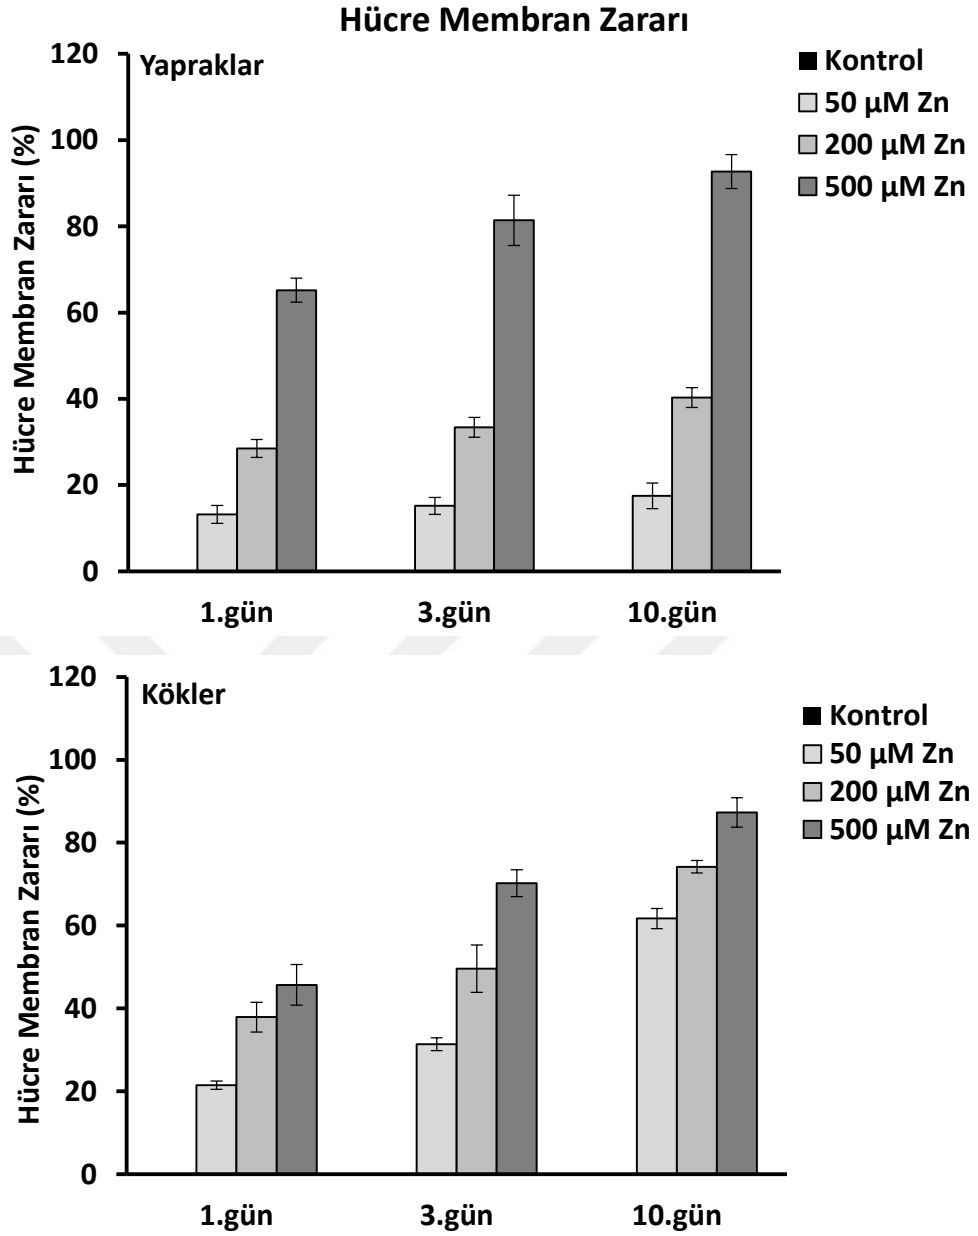 Hücre Membran Zararı
Yapraklar
Hücre Membran Zararı (%)
120
100
80
60
40
20
0
1.gün 3.gün 10.gün
Kontrol
50 µM Zn
200 µM Zn
500 µM Zn
Kökler
Hücre Membran Zararı (%)
120
100
80
60
40
20
0
1.gün 3.gün 10.gün
Kontrol
50 µM Zn
200 µM Zn
500 µM Zn